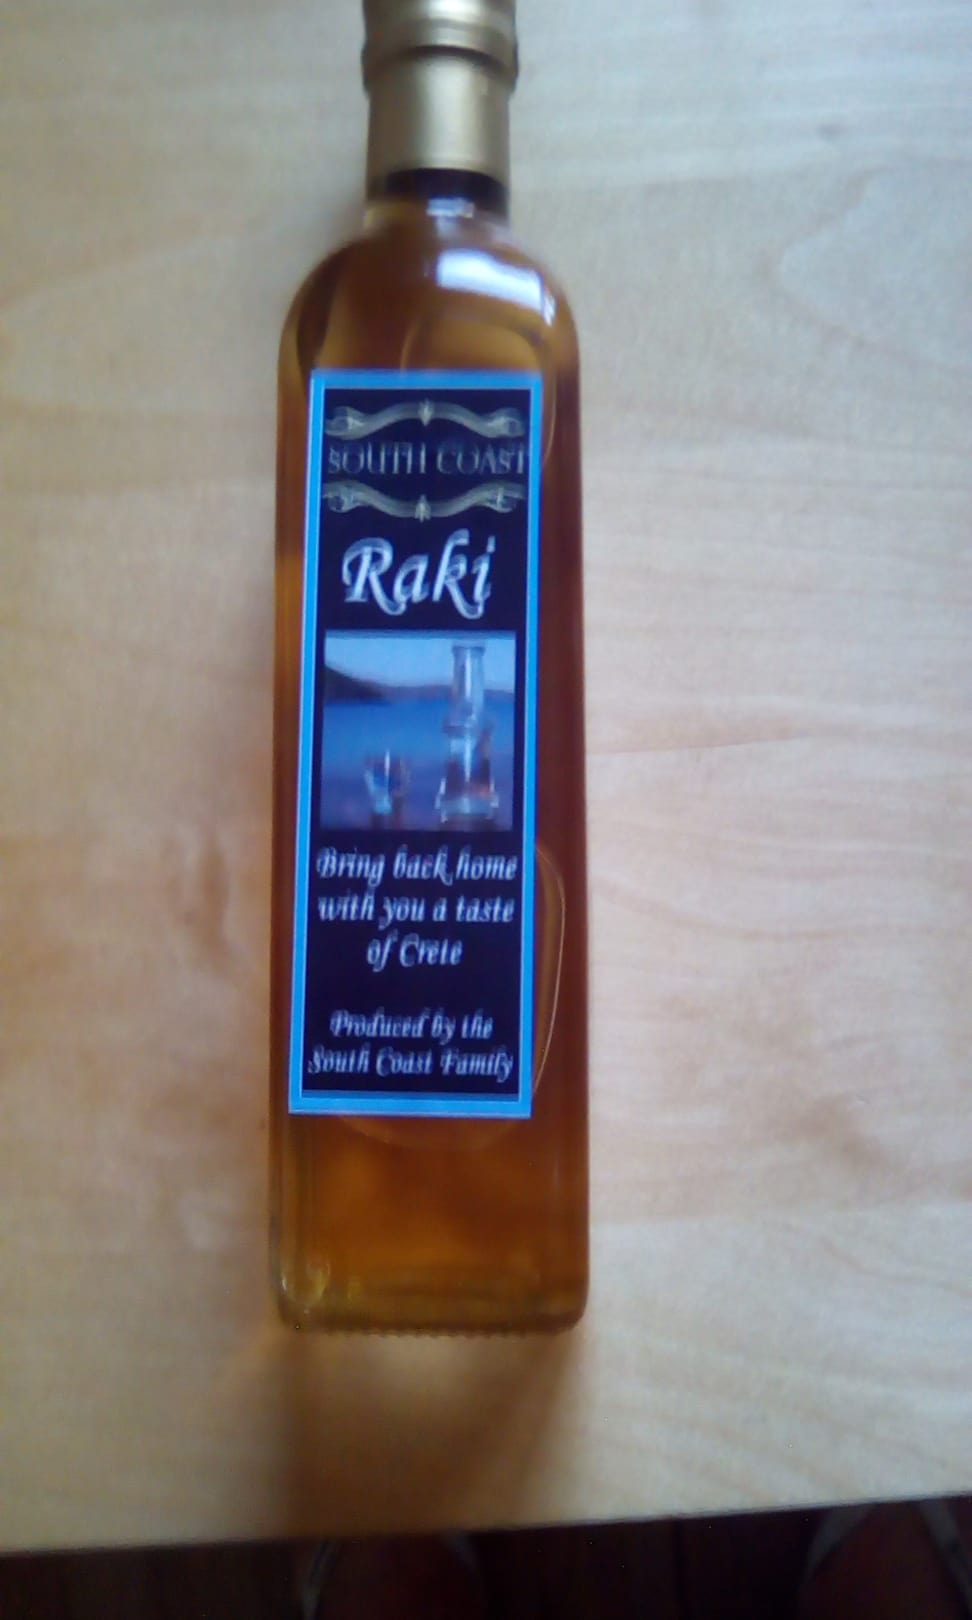 SOUTH COAST
Raki
Bring back home
with you a taste
of Crete
Produced by the
South Coast Family